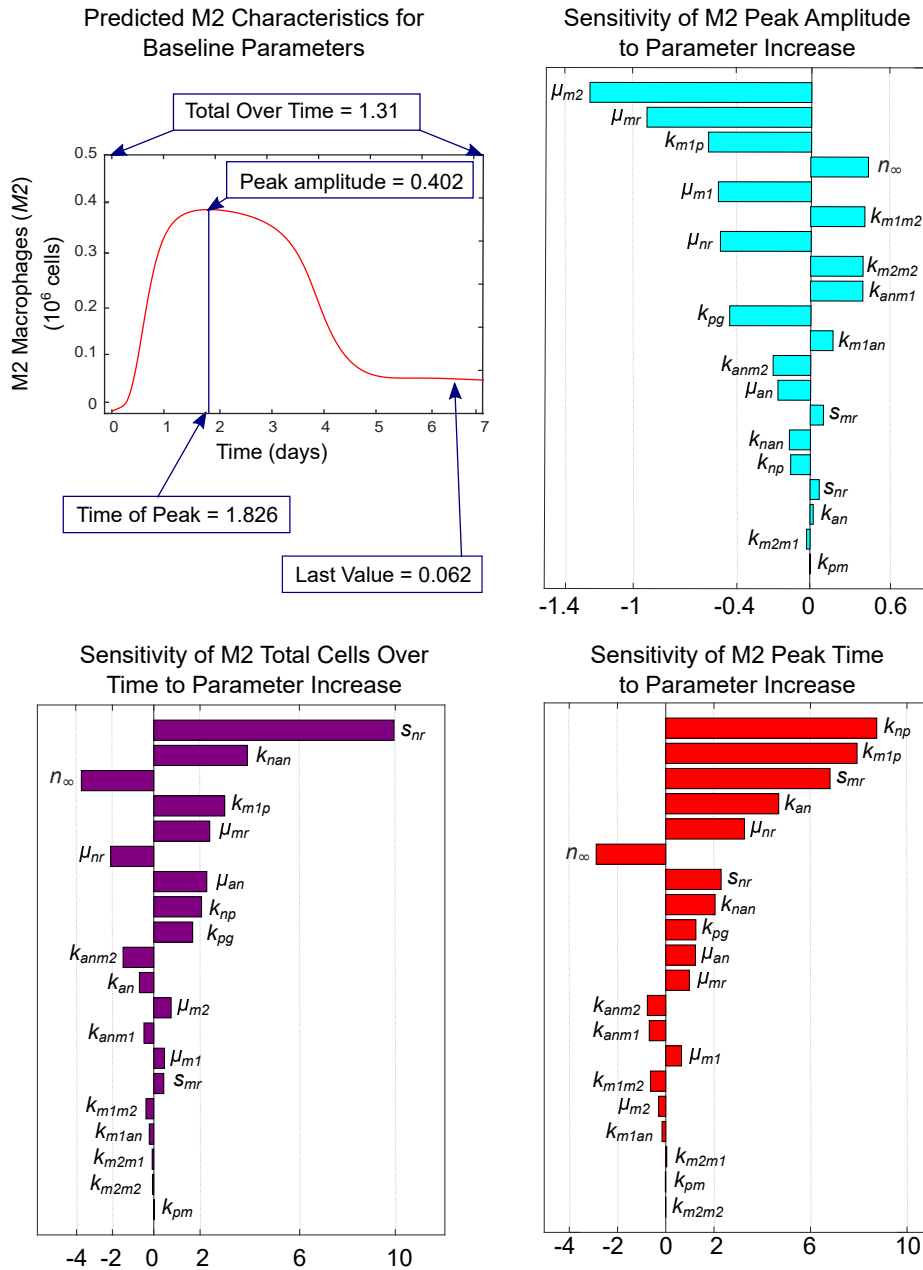 Predicted M2 Characteristics for
Baseline Parameters
Total Over Time = 1.31
Peak amplitude = 0.402
M2 Macrophages (M2)
(10⁶ cells)
0.5
0.4
0.3
0.2
0.1
0
0 1 2 3 4 5 6 7
Time (days)
Time of Peak = 1.826
Last Value = 0.062
Sensitivity of M2 Peak Amplitude
to Parameter Increase
μm2
μmr
km1p
n∞
μm1
km1m2
μnr
km2m2
kanm1
kpg
km1an
kanm2
μan
smr
knan
knp
snr
kan
km2m1
kpm
-1.4 -1 -0.4 0 0.6
Sensitivity of M2 Total Cells Over
Time to Parameter Increase
snr
knan
n∞
km1p
μmr
μnr
μan
knp
kpg
kanm2
kan
μm2
kanm1
μm1
smr
km1m2
km1an
km2m1
km2m2
kpm
-4 -2 0 2 6 10
Sensitivity of M2 Peak Time
to Parameter Increase
knp
km1p
smr
kan
μnr
n∞
snr
knan
kpg
μan
μmr
kanm2
kanm1
μm1
km1m2
μm2
km1an
km2m1
kpm
km2m2
-4 -2 0 2 6 10